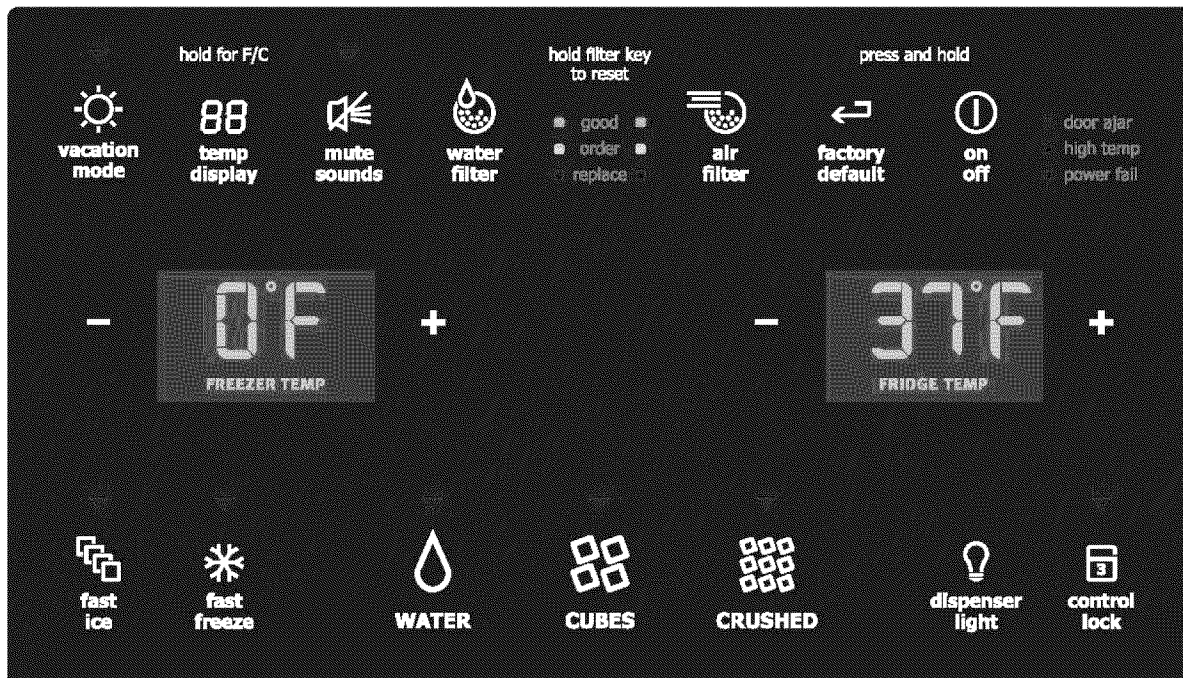 hold for F/C
hold filter key
to reset
press and hold
88
vacation
mode
temp
display
mute
sounds
water
filter
good
order
replace
air
filter
factory
default
on
off
door ajar
high temp
power fail
0°F
FREEZER TEMP
37°F
FRIDGE TEMP
fast
ice
fast
freeze
WATER
CUBES
CRUSHED
dispenser
light
3
control
lock